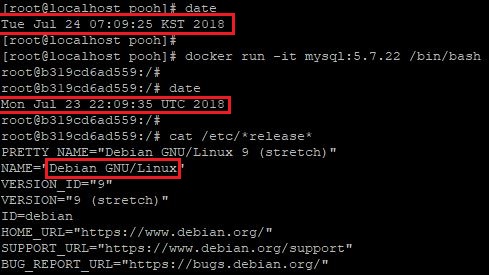 [root@localhost pooh]# date
Tue Jul 24 07:09:25 KST 2018
[root@localhost pooh]#
[root@localhost pooh]# docker run -it mysql:5.7.22 /bin/bash
root@b319cd6ad559:/#
root@b319cd6ad559:/# date
Mon Jul 23 22:09:35 UTC 2018
root@b319cd6ad559:/#
root@b319cd6ad559:/# cat /etc/*release*
PRETTY_NAME="Debian GNU/Linux 9 (stretch)"
NAME="Debian GNU/Linux"
VERSION_ID="9"
VERSION="9 (stretch)"
ID=debian
HOME_URL="https://www.debian.org/"
SUPPORT_URL="https://www.debian.org/support"
BUG_REPORT_URL="https://bugs.debian.org/"